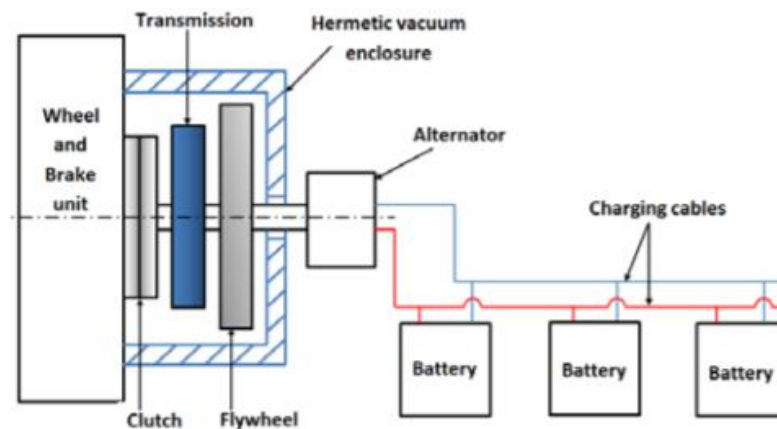 Transmission
Hermetic vacuum
enclosure
Wheel
and
Brake
unit
Alternator
Charging cables
Battery
Battery
Battery
Clutch
Flywheel